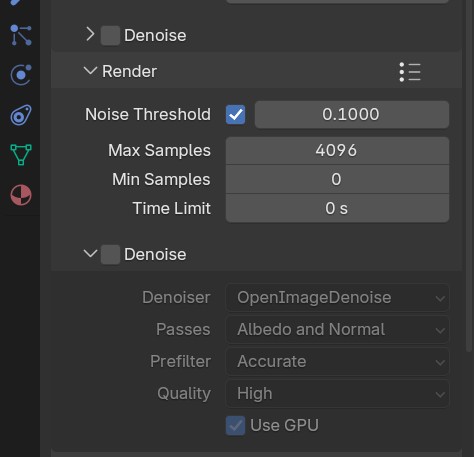 Denoise
Render
Noise Threshold 0.1000
Max Samples 4096
Min Samples 0
Time Limit 0 s
Denoise
Denoiser OpenImageDenoise
Passes Albedo and Normal
Prefilter Accurate
Quality High
Use GPU